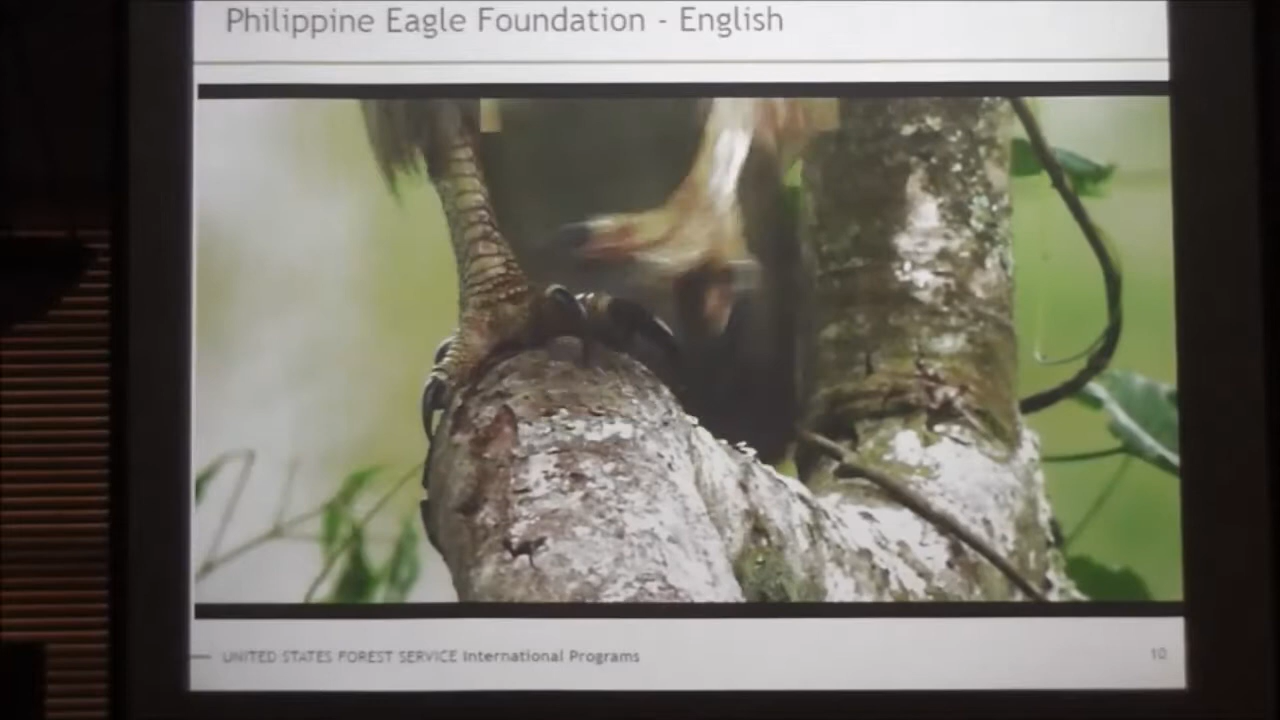 Philippine Eagle Foundation - English
UNITED STATES FOREST SERVICE International Programs
10